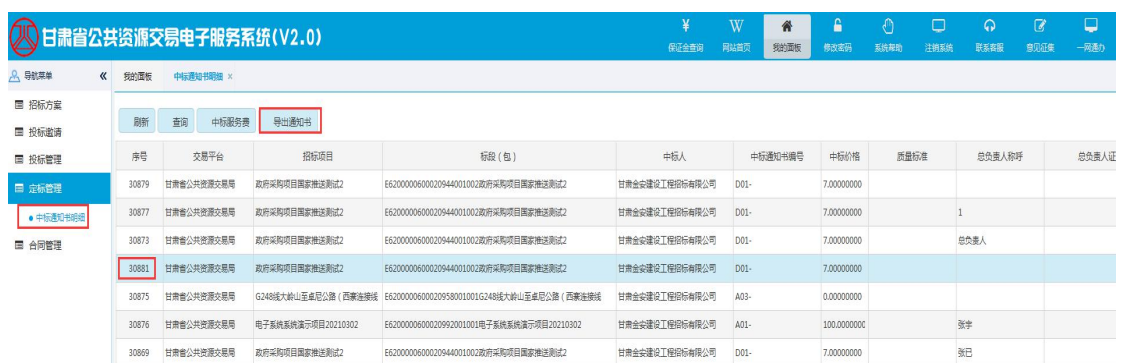 甘肃省公共资源交易电子服务系统(V2.0)
¥ W
保证金查询 网站首页 我的面板 修改密码 系统帮助 注销系统 联系客服 意见征集 一网通办
导航菜单 « 我的面板 中标通知书明细 ×
招标方案
投标邀请
投标管理
定标管理
中标通知书明细
合同管理
刷新 查询 中标服务费 导出通知书
序号 交易平台 招标项目 标段（包） 中标人 中标通知书编号 中标价格 质量标准 总负责人称呼 总负责人证
30879 甘肃省公共资源交易局 政府采购项目国家推送测试2 E6200000600020944001002政府采购项目国家推送测试2 甘肃金安建设工程招标有限公司 D01- 7.00000000
30877 甘肃省公共资源交易局 政府采购项目国家推送测试2 E6200000600020944001002政府采购项目国家推送测试2 甘肃金安建设工程招标有限公司 D01- 7.00000000 1
30873 甘肃省公共资源交易局 政府采购项目国家推送测试2 E6200000600020944001002政府采购项目国家推送测试2 甘肃金安建设工程招标有限公司 D01- 7.00000000 总负责人
30881 甘肃省公共资源交易局 政府采购项目国家推送测试2 E6200000600020944001002政府采购项目国家推送测试2 甘肃金安建设工程招标有限公司 D01- 7.00000000
30875 甘肃省公共资源交易局 G248线大岭山至卓尼公路（西寨连接线 E6200000600020958001001G248线大岭山至卓尼公路（西寨连接线 甘肃金安建设工程招标有限公司 A03- 0.00000000
30876 甘肃省公共资源交易局 电子系统系统演示项目20210302 E6200000600020992001001电子系统系统演示项目20210302 甘肃金安建设工程招标有限公司 A01- 100.0000000 张宇
30869 甘肃省公共资源交易局 政府采购项目国家推送测试2 E6200000600020944001002政府采购项目国家推送测试2 甘肃金安建设工程招标有限公司 D01- 7.00000000 张已